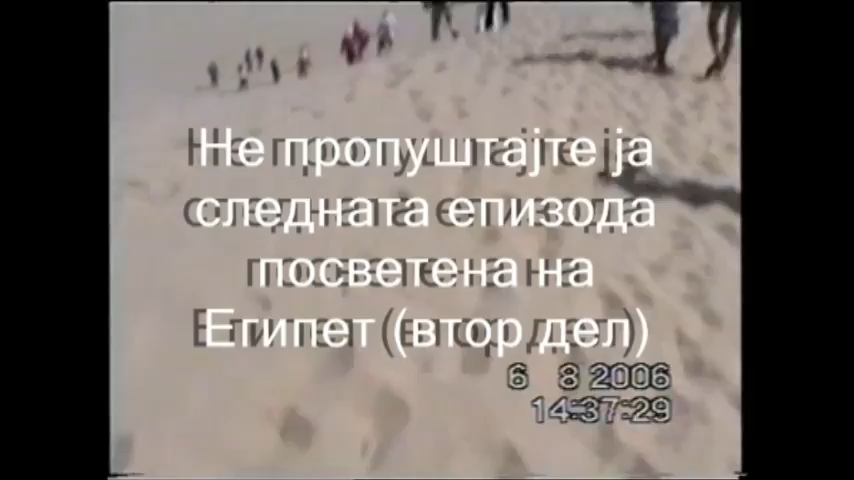 Не пропуштајте ја
следната епизода
посветена на
Египет (втор дел)
6 8 2006
14:37:29